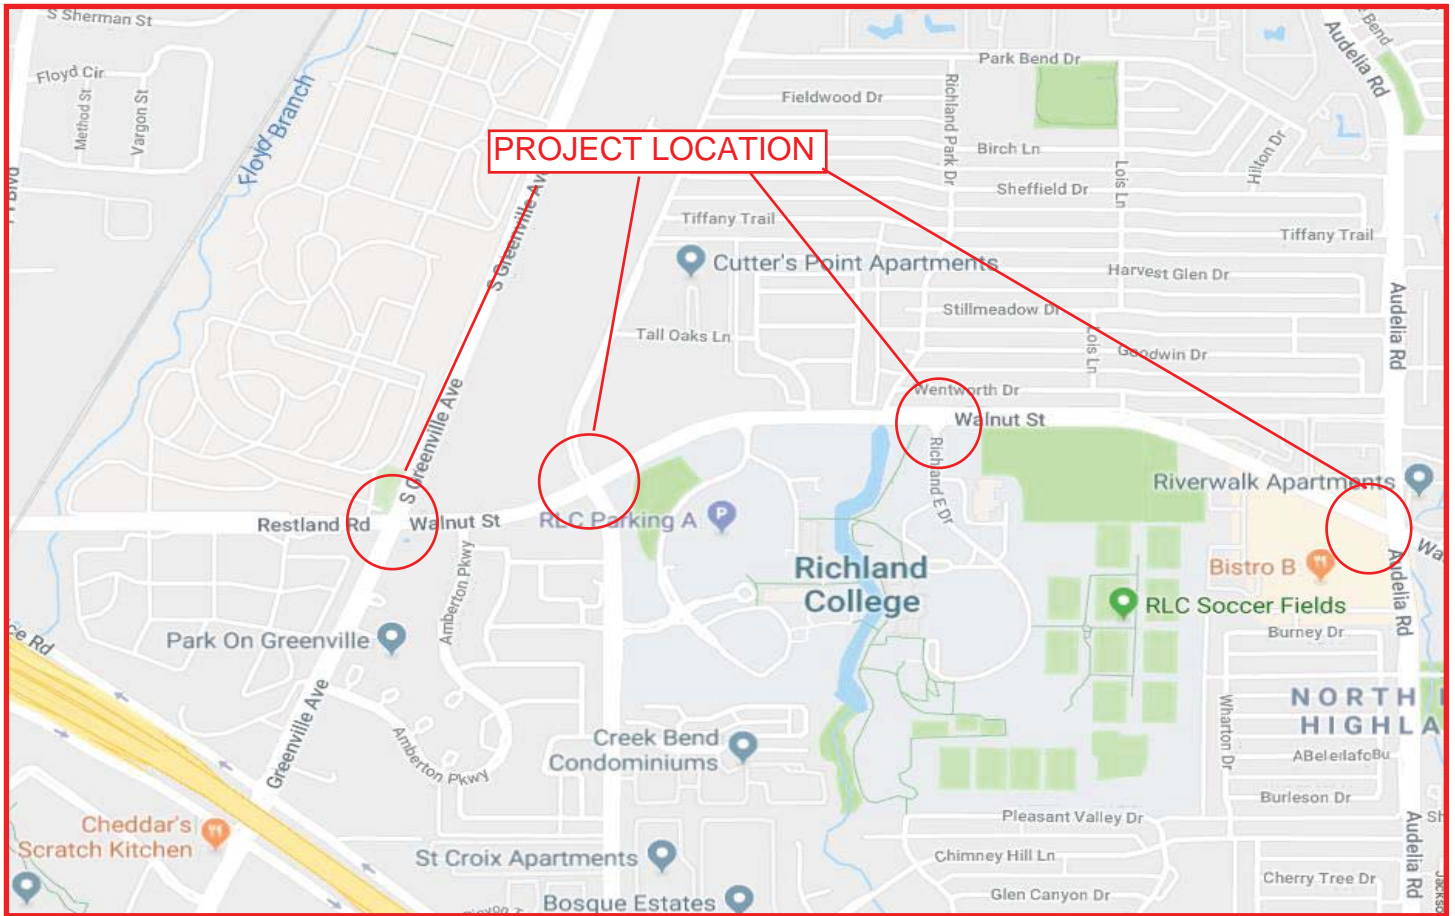 S Sherman St
Floyd Cir
Method St
Vargon St
Floyd Branch
Park Bend Dr
Audelia Rd
Bend
Fieldwood Dr
Richland Park Dr
PROJECT LOCATION
Birch Ln
Lois Ln
Hilton Dr
Sheffield Dr
S Greenville Ave
Tiffany Trail
Tiffany Trail
Cutter's Point Apartments
Harvest Glen Dr
Audelia Rd
Stillmeadow Dr
Tall Oaks Ln
Lois Ln
Goodwin Dr
Wentworth Dr
Walnut St
S Greenville Ave
Richland E Dr
Riverwalk Apartments
Restland Rd
Walnut St
RLC Parking A
P
Amberton Pkwy
Richland
College
Bistro B
Audelia Rd
RLC Soccer Fields
Park On Greenville
Burney Dr
ce Rd
Greenville Ave
Wharton Dr
NORTH
HIGHLA
Amberton Pkwy
Creek Bend
Condominiums
Burleson Dr
Cheddar's
Scratch Kitchen
Pleasant Valley Dr
Audelia Rd
St Croix Apartments
Chimney Hill Ln
Cherry Tree Dr
Glen Canyon Dr
Bosque Estates